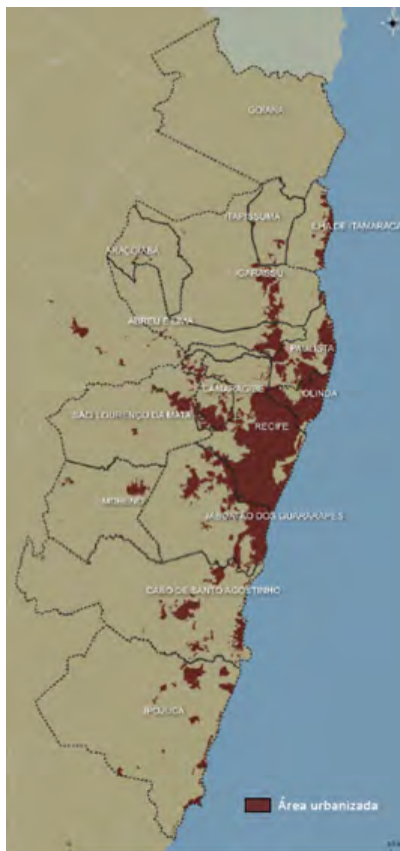 GOIANA
ITAPISSUMA
ILHA DE ITAMARACÁ
ARAÇOIABA
IGARASSU
ABREU E LIMA
PAULISTA
CAMARAGIBE
OLINDA
SÃO LOURENÇO DA MATA
RECIFE
MORENO
JABOATÃO DOS GUARARAPES
CABO DE SANTO AGOSTINHO
IPOJUCA
Área urbanizada